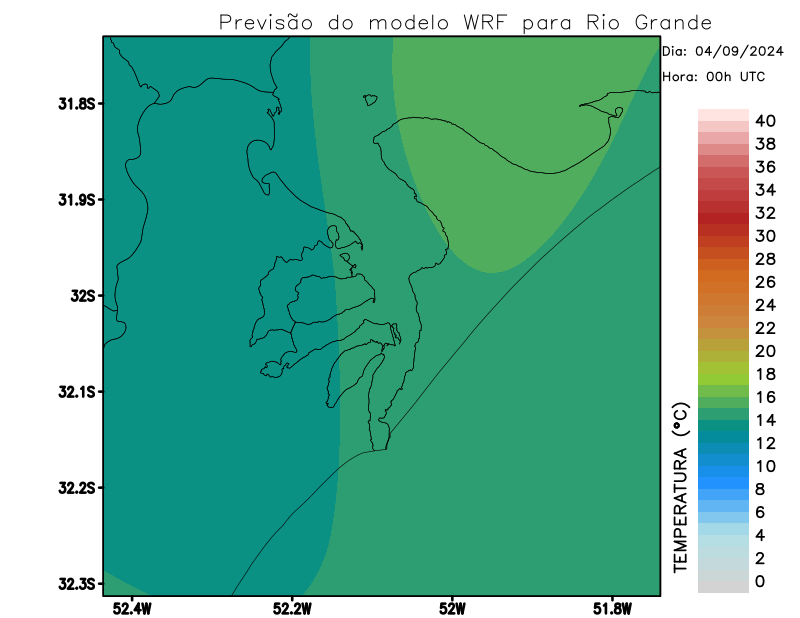 Previsão do modelo WRF para Rio Grande
Dia: 04/09/2024
Hora: 00h UTC
31.8S
31.9S
32S
32.1S
32.2S
32.3S
52.4W
52.2W
52W
51.8W
TEMPERATURA (°C)
40
38
36
34
32
30
28
26
24
22
20
18
16
14
12
10
8
6
4
2
0